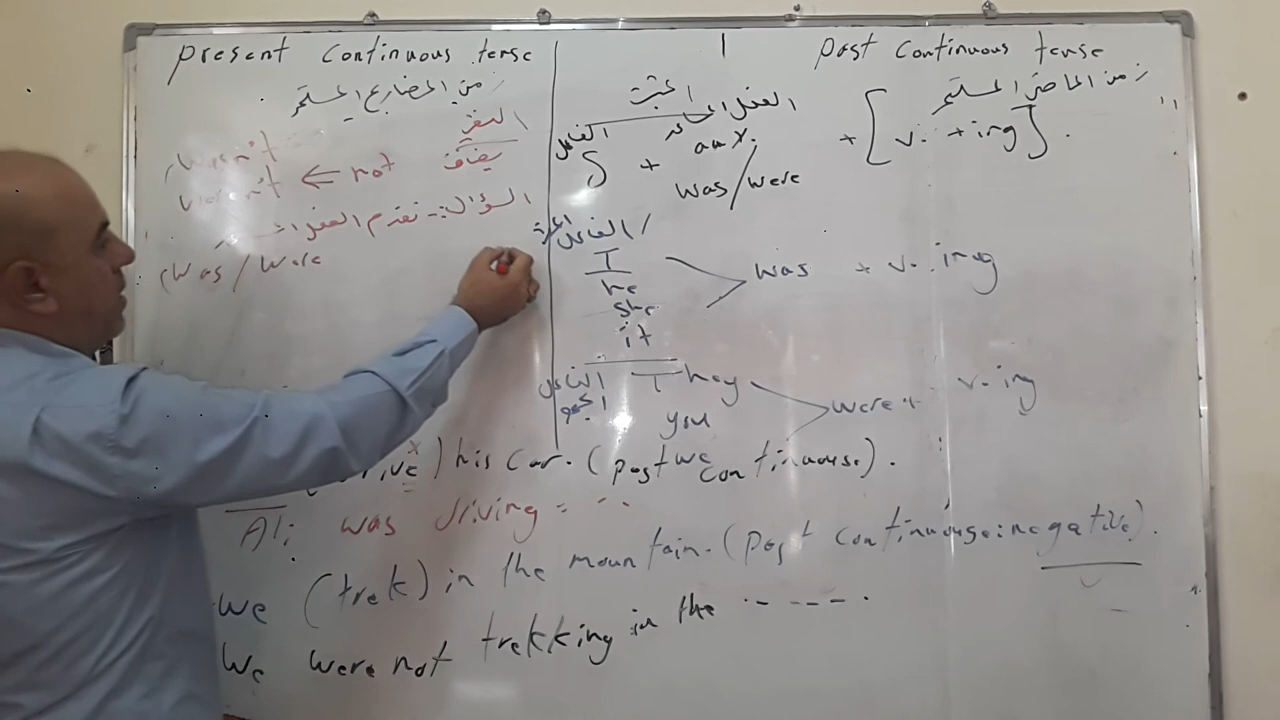 present continuous tense
زمن المضارع المستمر
النفي
يضاف not ← wasn't
weren't
السؤال:- نقدم الفعل
was/were
past continuous tense
زمن الماضي المستمر
المثبت
الفاعل الفعل المساعد
S + aux. + [v. + ing].
was/were
الفاعل
I
he
she
it
was + v. ing
الفاعل They
الجمع you
we
were + v. ing
his car. (past continuouse).
Ali was driving
we (trek) in the mountain. (past continuouse: negative).
We were not trekking in the ------.